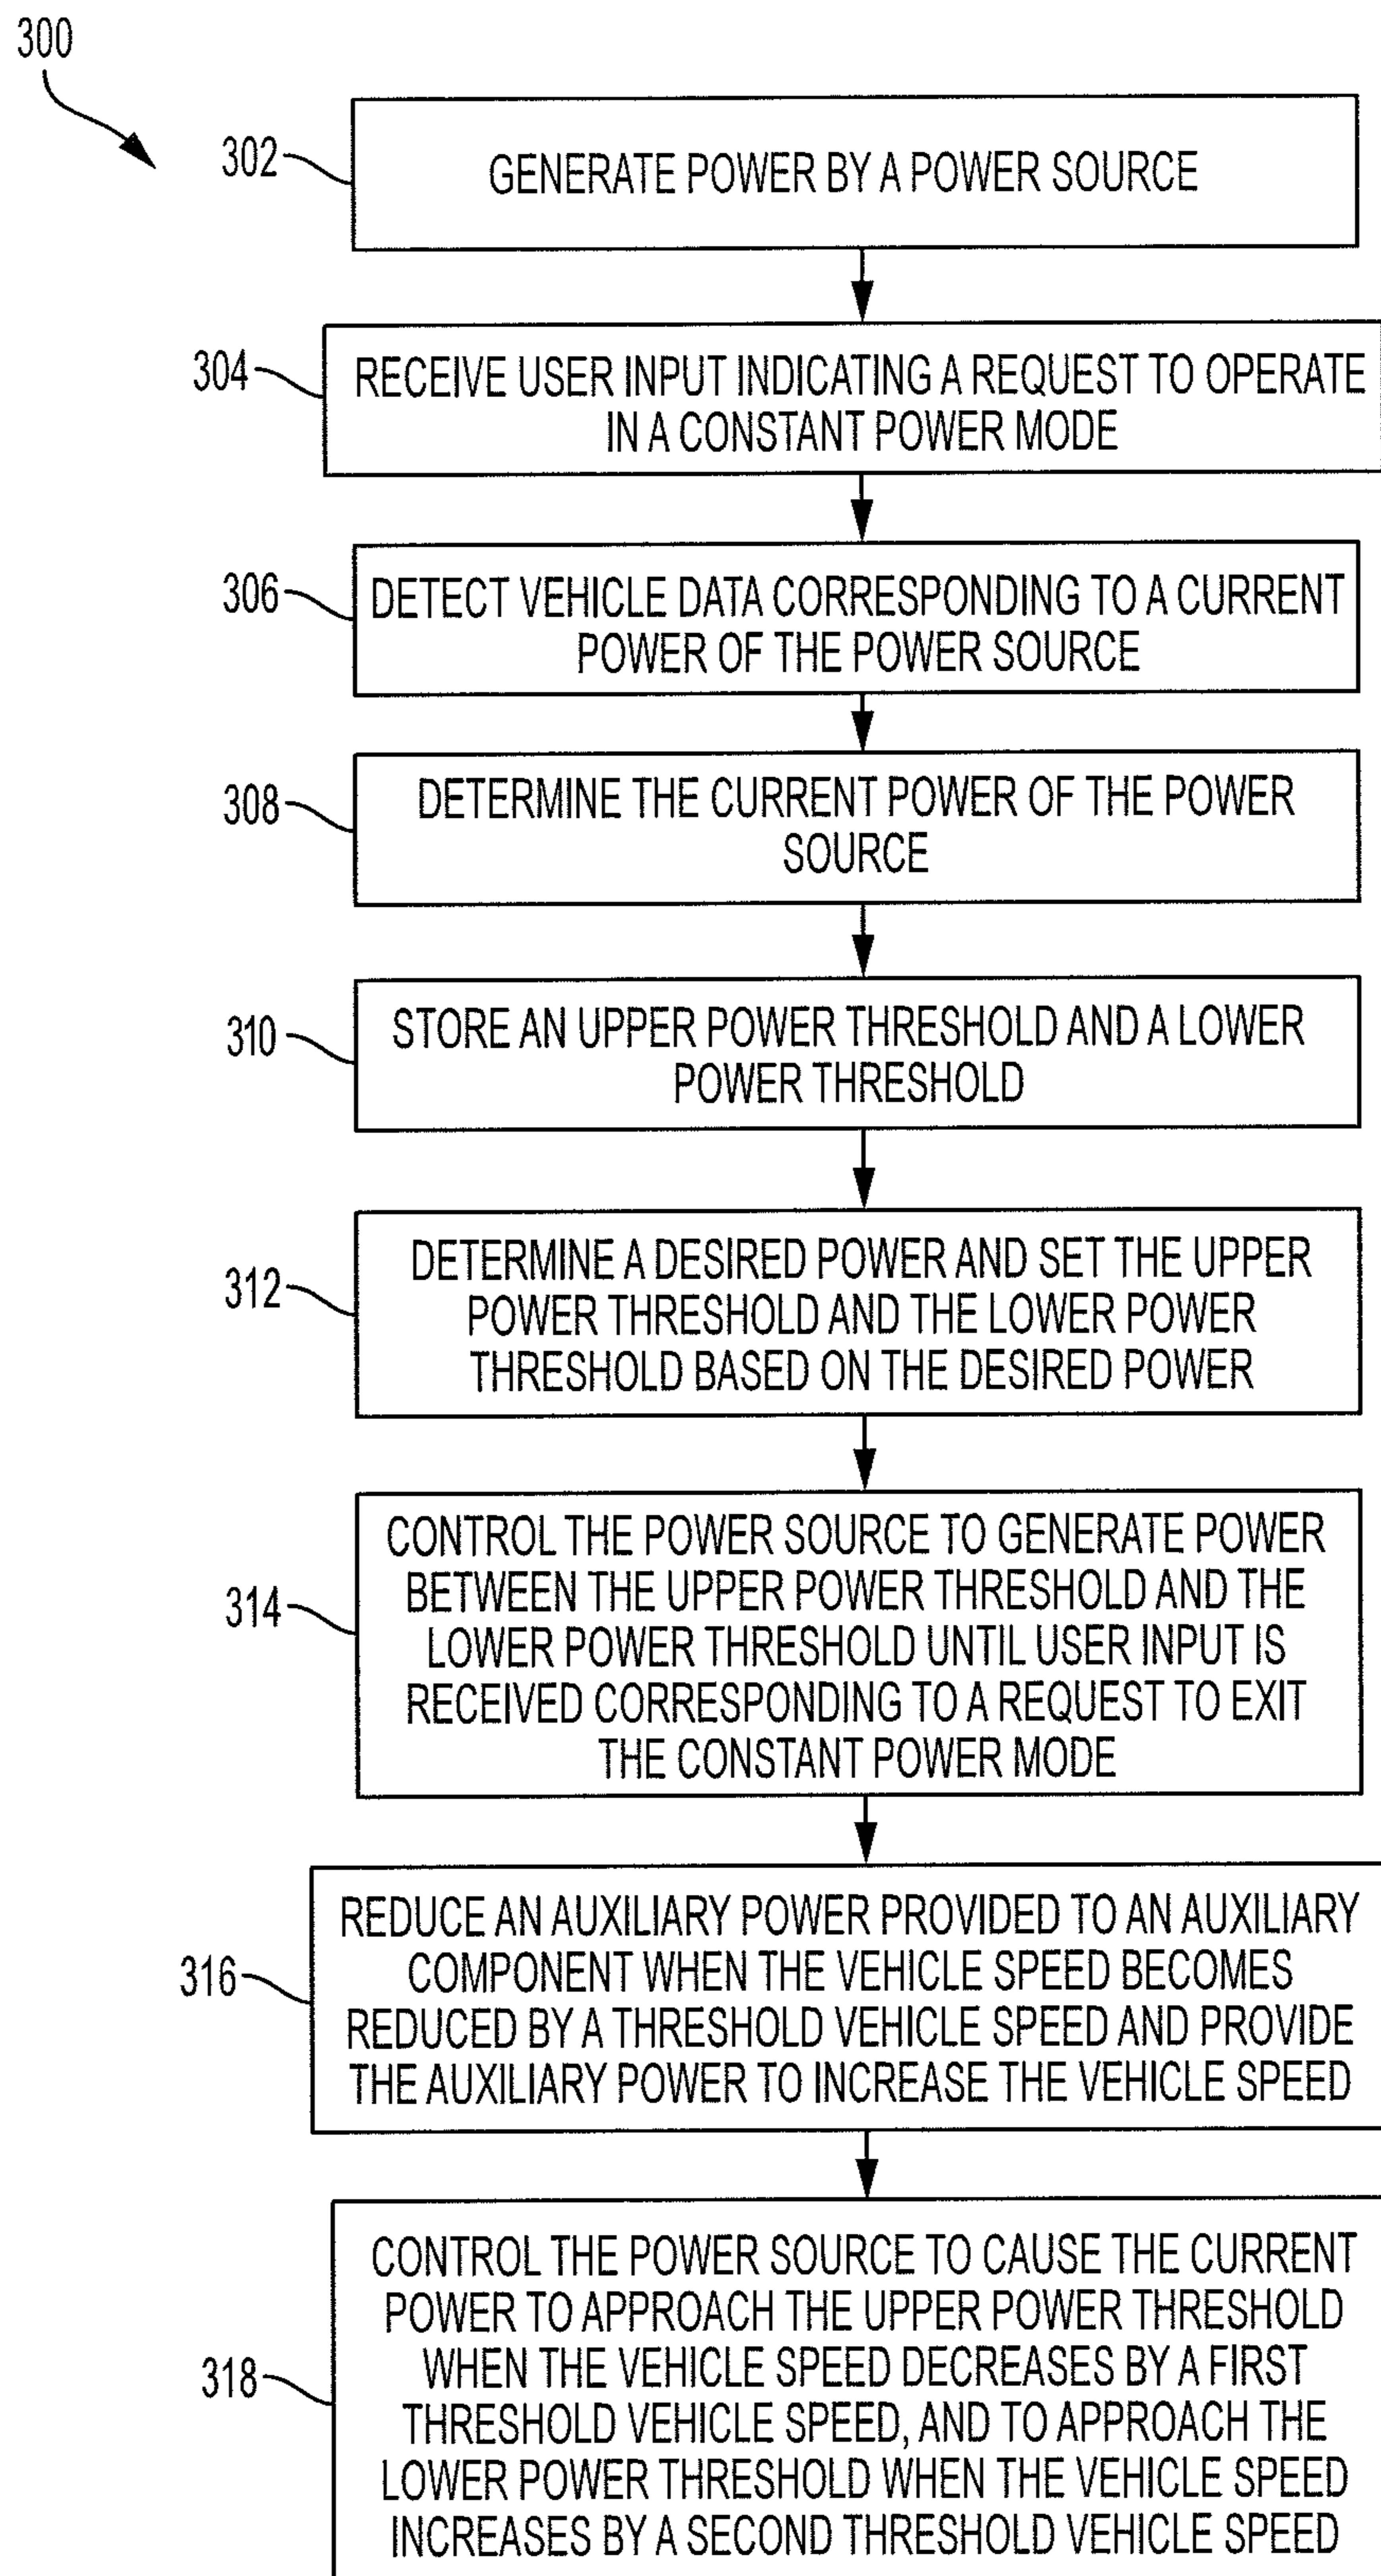 300
302
GENERATE POWER BY A POWER SOURCE
304
RECEIVE USER INPUT INDICATING A REQUEST TO OPERATE
IN A CONSTANT POWER MODE
306
DETECT VEHICLE DATA CORRESPONDING TO A CURRENT
POWER OF THE POWER SOURCE
308
DETERMINE THE CURRENT POWER OF THE POWER
SOURCE
310
STORE AN UPPER POWER THRESHOLD AND A LOWER
POWER THRESHOLD
312
DETERMINE A DESIRED POWER AND SET THE UPPER
POWER THRESHOLD AND THE LOWER POWER
THRESHOLD BASED ON THE DESIRED POWER
314
CONTROL THE POWER SOURCE TO GENERATE POWER
BETWEEN THE UPPER POWER THRESHOLD AND THE
LOWER POWER THRESHOLD UNTIL USER INPUT IS
RECEIVED CORRESPONDING TO A REQUEST TO EXIT
THE CONSTANT POWER MODE
316
REDUCE AN AUXILIARY POWER PROVIDED TO AN AUXILIARY
COMPONENT WHEN THE VEHICLE SPEED BECOMES
REDUCED BY A THRESHOLD VEHICLE SPEED AND PROVIDE
THE AUXILIARY POWER TO INCREASE THE VEHICLE SPEED
318
CONTROL THE POWER SOURCE TO CAUSE THE CURRENT
POWER TO APPROACH THE UPPER POWER THRESHOLD
WHEN THE VEHICLE SPEED DECREASES BY A FIRST
THRESHOLD VEHICLE SPEED, AND TO APPROACH THE
LOWER POWER THRESHOLD WHEN THE VEHICLE SPEED
INCREASES BY A SECOND THRESHOLD VEHICLE SPEED